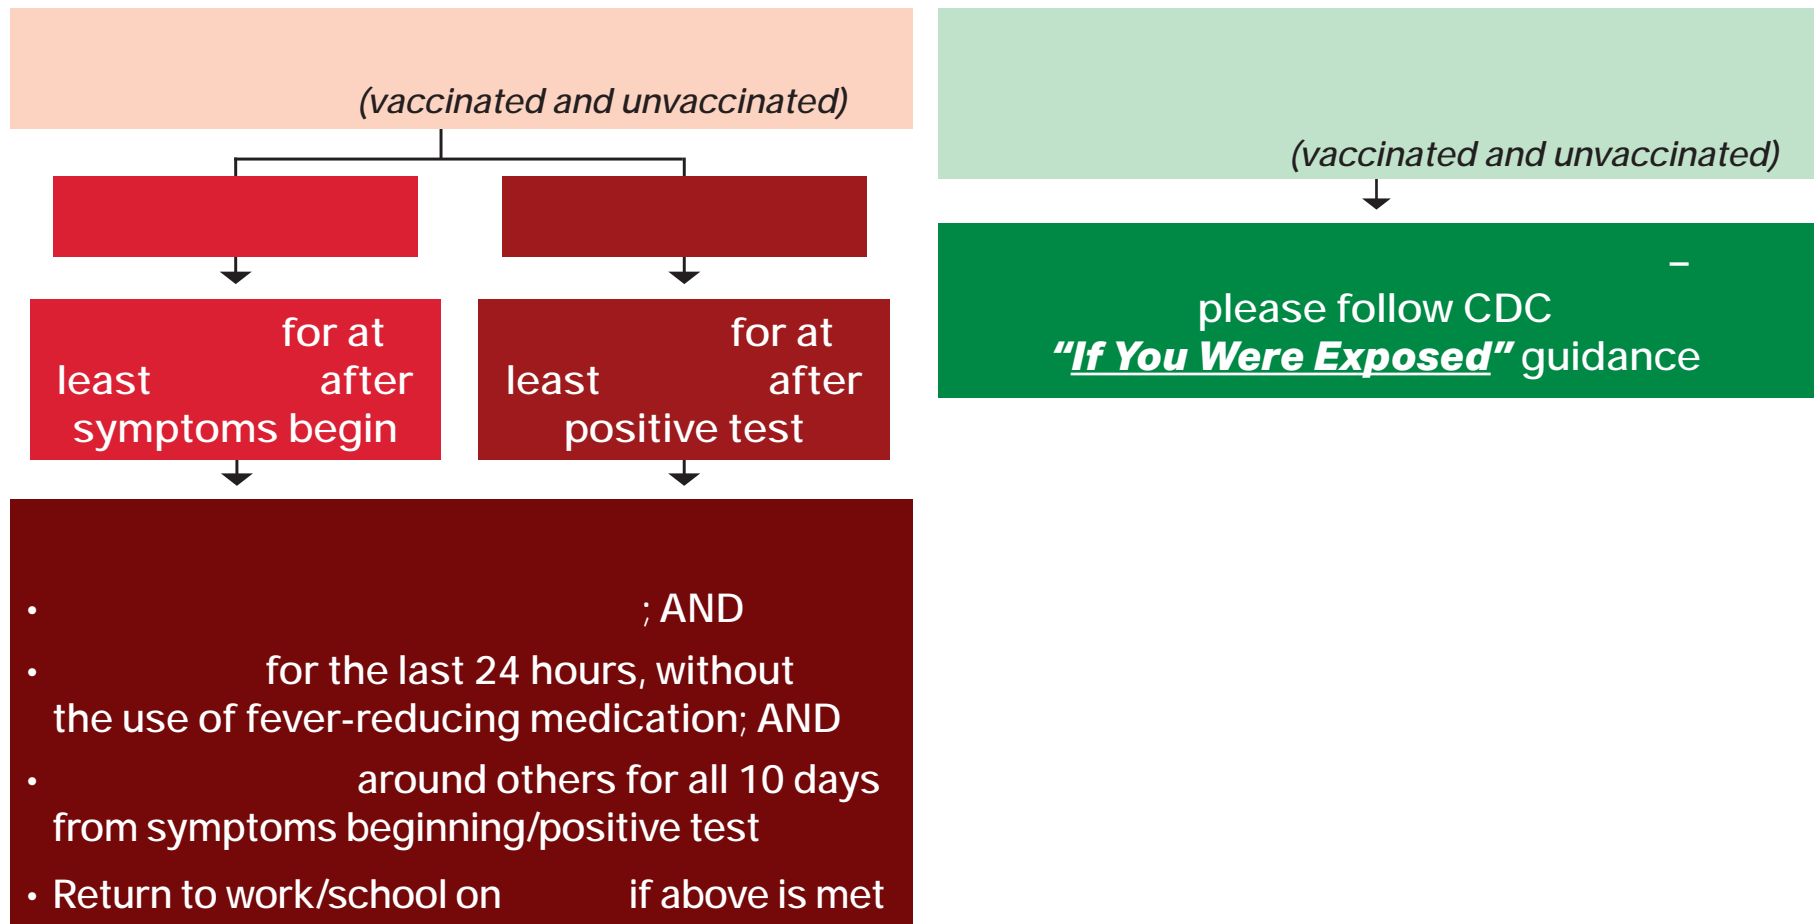 (vaccinated and unvaccinated)
for at
least after
symptoms begin
for at
least after
positive test
• ; AND
• for the last 24 hours, without
the use of fever-reducing medication; AND
• around others for all 10 days
from symptoms beginning/positive test
• Return to work/school on if above is met
(vaccinated and unvaccinated)
–
please follow CDC
“If You Were Exposed” guidance